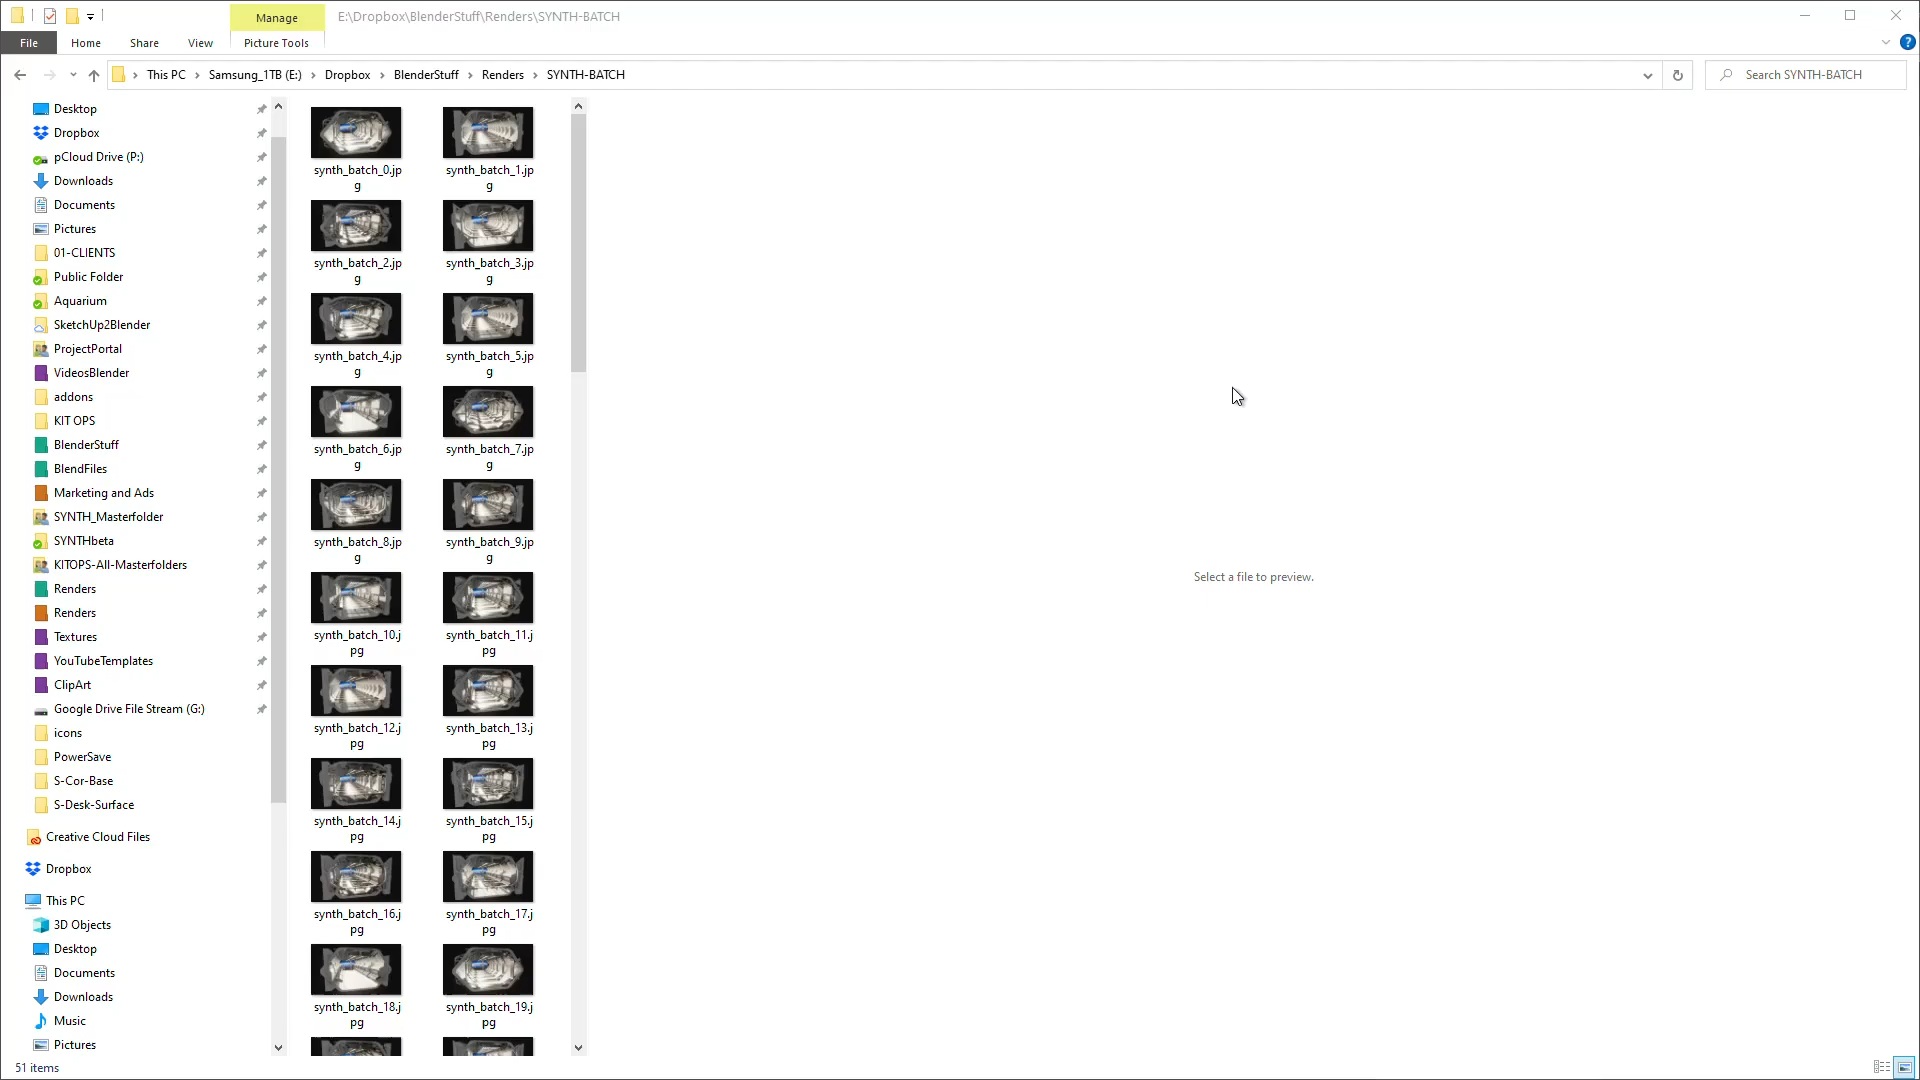 Manage
E:\Dropbox\BlenderStuff\Renders\SYNTH-BATCH
File Home Share View Picture Tools
This PC > Samsung_1TB (E:) > Dropbox > BlenderStuff > Renders > SYNTH-BATCH
Search SYNTH-BATCH
Desktop
Dropbox
pCloud Drive (P:)
Downloads
Documents
Pictures
01-CLIENTS
Public Folder
Aquarium
SketchUp2Blender
ProjectPortal
VideosBlender
addons
KIT OPS
BlenderStuff
BlendFiles
Marketing and Ads
SYNTH_Masterfolder
SYNTHbeta
KITOPS-All-Masterfolders
Renders
Renders
Textures
YouTubeTemplates
ClipArt
Google Drive File Stream (G:)
icons
PowerSave
S-Cor-Base
S-Desk-Surface
Creative Cloud Files
Dropbox
This PC
3D Objects
Desktop
Documents
Downloads
Music
Pictures
synth_batch_0.jp
g
synth_batch_1.jp
g
synth_batch_2.jp
g
synth_batch_3.jp
g
synth_batch_4.jp
g
synth_batch_5.jp
g
synth_batch_6.jp
g
synth_batch_7.jp
g
synth_batch_8.jp
g
synth_batch_9.jp
g
synth_batch_10.j
pg
synth_batch_11.j
pg
synth_batch_12.j
pg
synth_batch_13.j
pg
synth_batch_14.j
pg
synth_batch_15.j
pg
synth_batch_16.j
pg
synth_batch_17.j
pg
synth_batch_18.j
pg
synth_batch_19.j
pg
Select a file to preview.
51 items